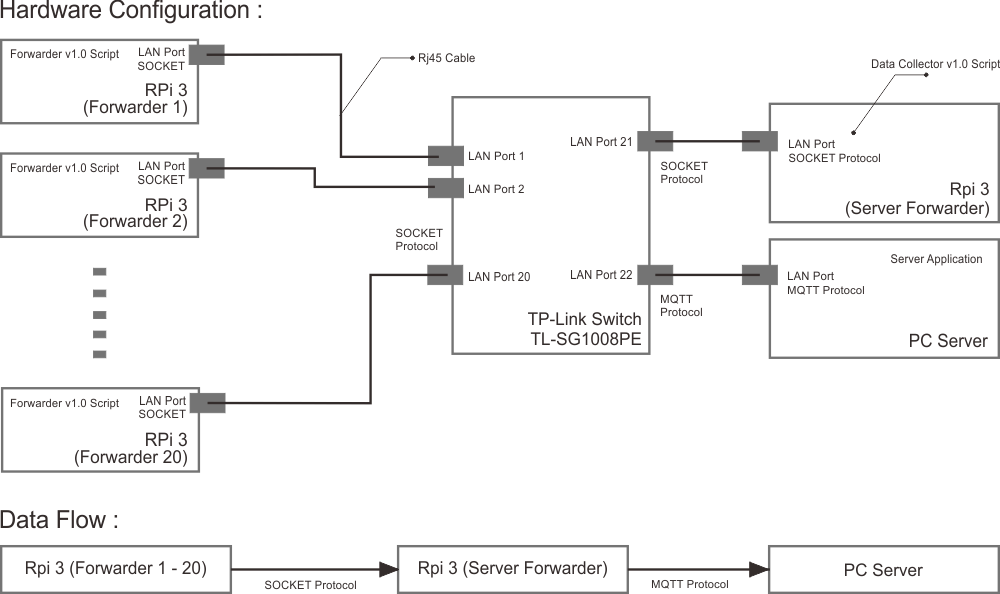 Hardware Configuration :
Forwarder v1.0 Script
LAN Port
SOCKET
RPi 3
(Forwarder 1)
Rj45 Cable
Forwarder v1.0 Script
LAN Port
SOCKET
RPi 3
(Forwarder 2)
Forwarder v1.0 Script
LAN Port
SOCKET
RPi 3
(Forwarder 20)
SOCKET
Protocol
LAN Port 1
LAN Port 2
LAN Port 20
LAN Port 21
LAN Port 22
TP-Link Switch
TL-SG1008PE
SOCKET
Protocol
MQTT
Protocol
Data Collector v1.0 Script
LAN Port
SOCKET Protocol
Rpi 3
(Server Forwarder)
Server Application
LAN Port
MQTT Protocol
PC Server
Data Flow :
Rpi 3 (Forwarder 1 - 20)
SOCKET Protocol
Rpi 3 (Server Forwarder)
MQTT Protocol
PC Server